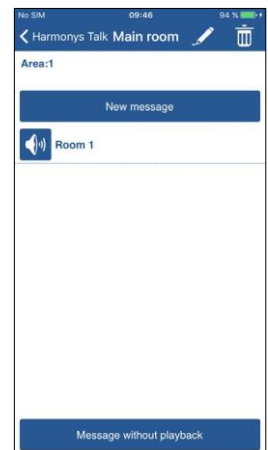 No SIM 09:46 94 %
Harmonys Talk Main room
Area:1
New message
Room 1
Message without playback